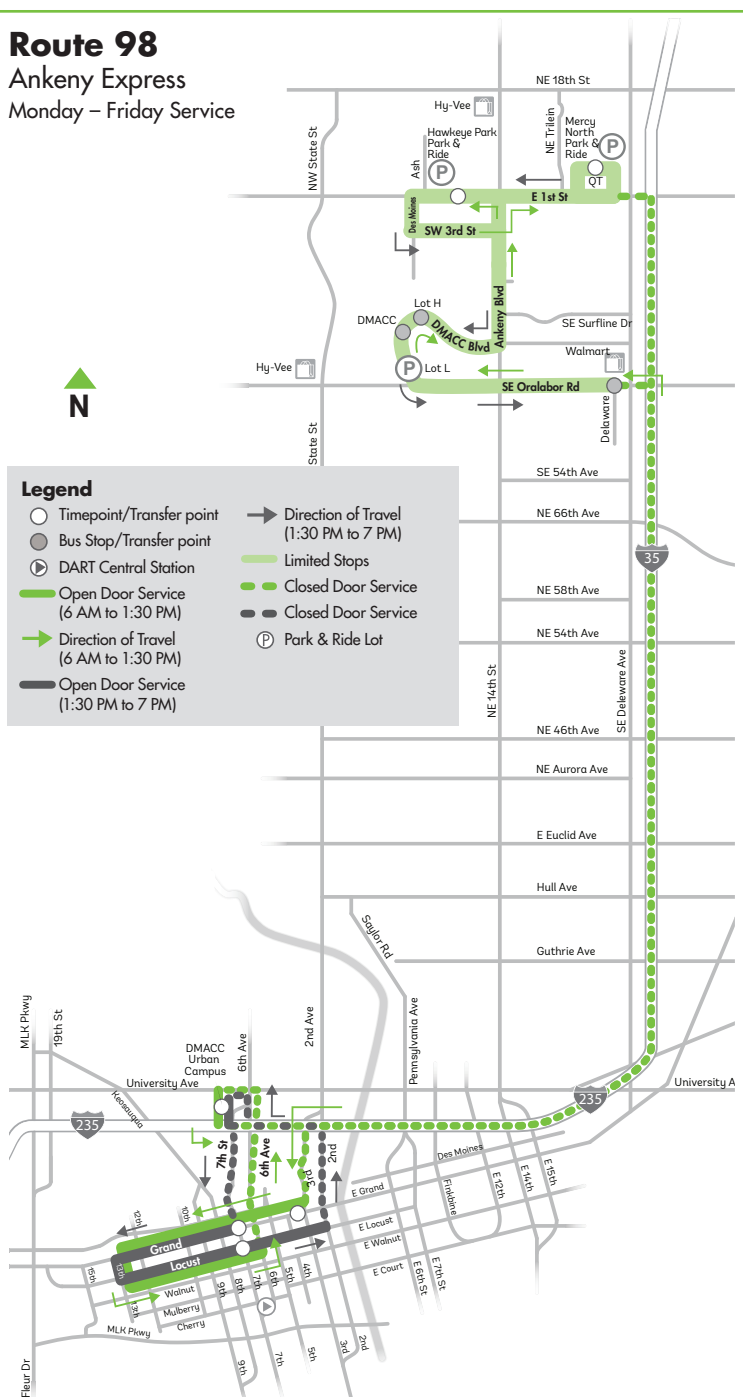 Route 98
Ankeny Express
Monday – Friday Service
NE 18th St
Hy-Vee
NW State St
Hawkeye Park
Park &
Ride
P
Ash
NE Trilein
Mercy
North
Park &
Ride
P
QT
E 1st St
Des Moines
SW 3rd St
Ankeny Blvd
Lot H
DMACC
DMACC Blvd
SE Surfline Dr
Walmart
Hy-Vee
P
Lot L
SE Oralabor Rd
Delaware
N
State St
Legend
Timepoint/Transfer point
Bus Stop/Transfer point
DART Central Station
Open Door Service
(6 AM to 1:30 PM)
Direction of Travel
(6 AM to 1:30 PM)
Open Door Service
(1:30 PM to 7 PM)
Direction of Travel
(1:30 PM to 7 PM)
Limited Stops
Closed Door Service
Closed Door Service
P
Park & Ride Lot
SE 54th Ave
NE 66th Ave
35
NE 58th Ave
NE 54th Ave
NE 14th St
SE Deleware Ave
NE 46th Ave
NE Aurora Ave
E Euclid Ave
Hull Ave
Saylor Rd
Guthrie Ave
MLK Pkwy
19th St
DMACC
Urban
Campus
6th Ave
2nd Ave
Pennsylvania Ave
University Ave
University A
Keosauqua
235
235
7th St
6th Ave
3rd
2nd
Des Moines
E Grand
Finkbine
E 12th
E 14th
E 15th
12th
10th
Grand
E Locust
Locust
E Walnut
13th
15th
E Court
E 6th St
E 7th St
13th
Walnut
Mulberry
Cherry
9th
8th
7th
6th
5th
4th
MLK Pkwy
Fleur Dr
9th
7th
5th
3rd
2nd